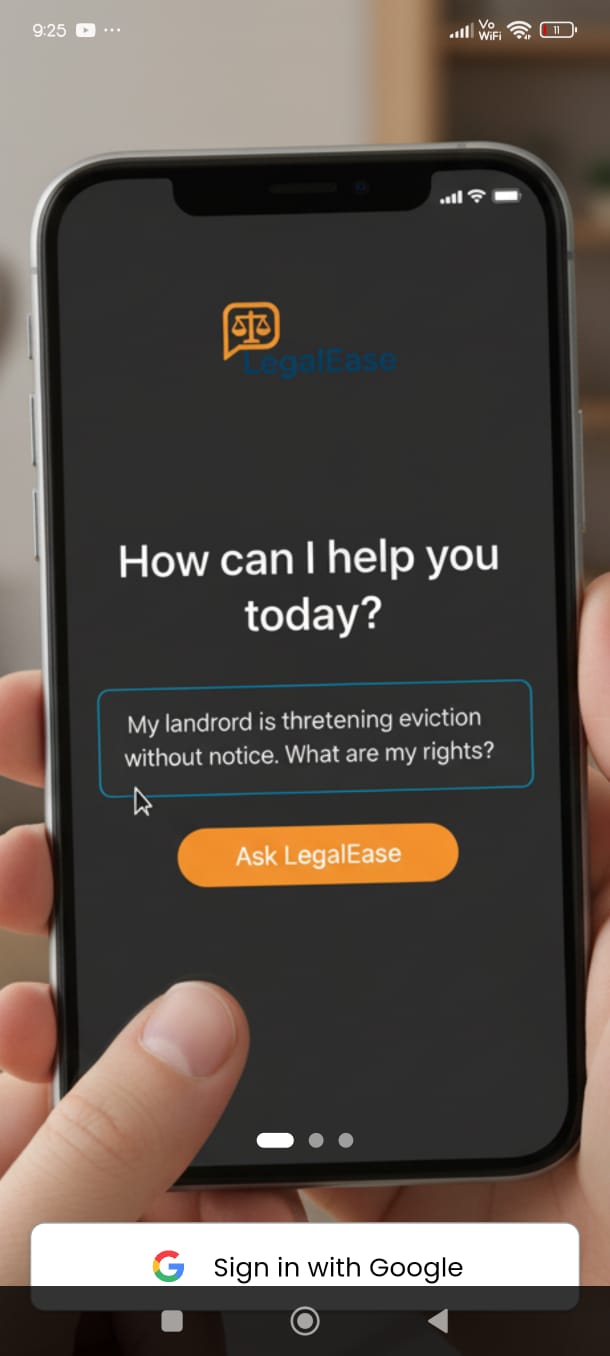 9:25
Vo
WiFi
11
LegalEase
How can I help you
today?
My landrord is thretening eviction
without notice. What are my rights?
Ask LegalEase
Sign in with Google